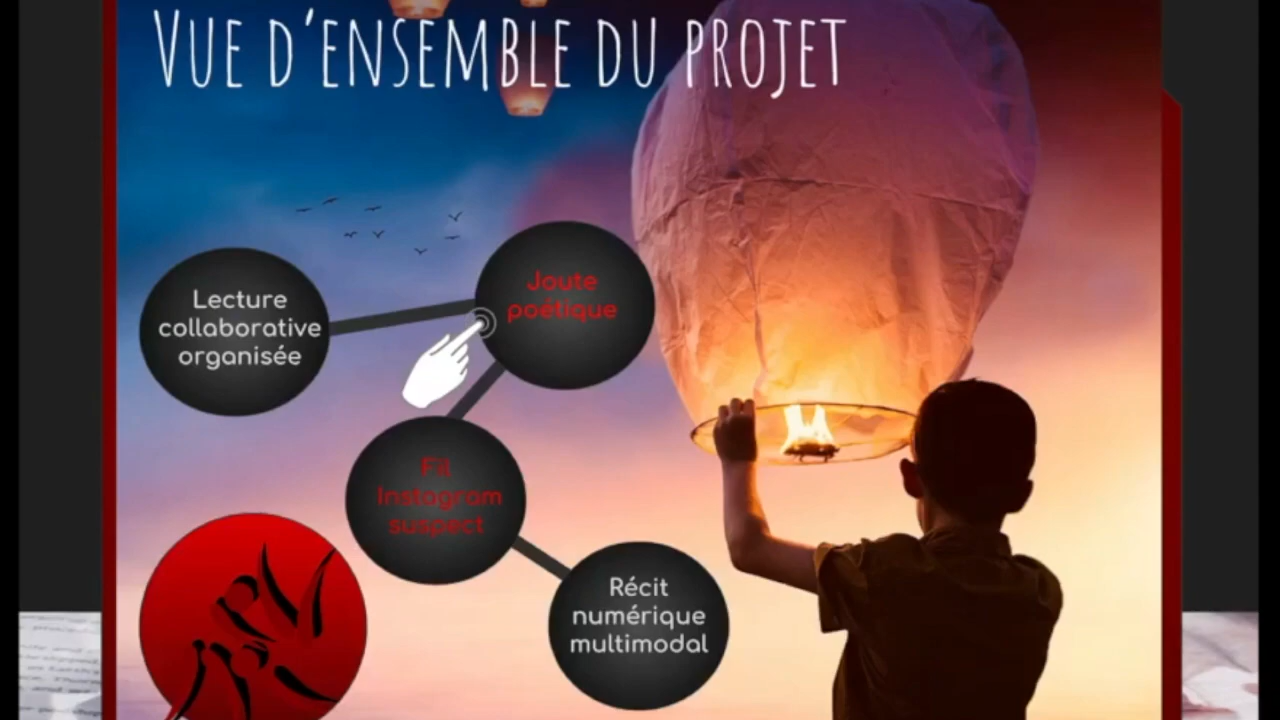 VUE D'ENSEMBLE DU PROJET
Lecture
collaborative
organisée
Joute
poétique
Fil
Instagram
suspect
Récit
numérique
multimodal